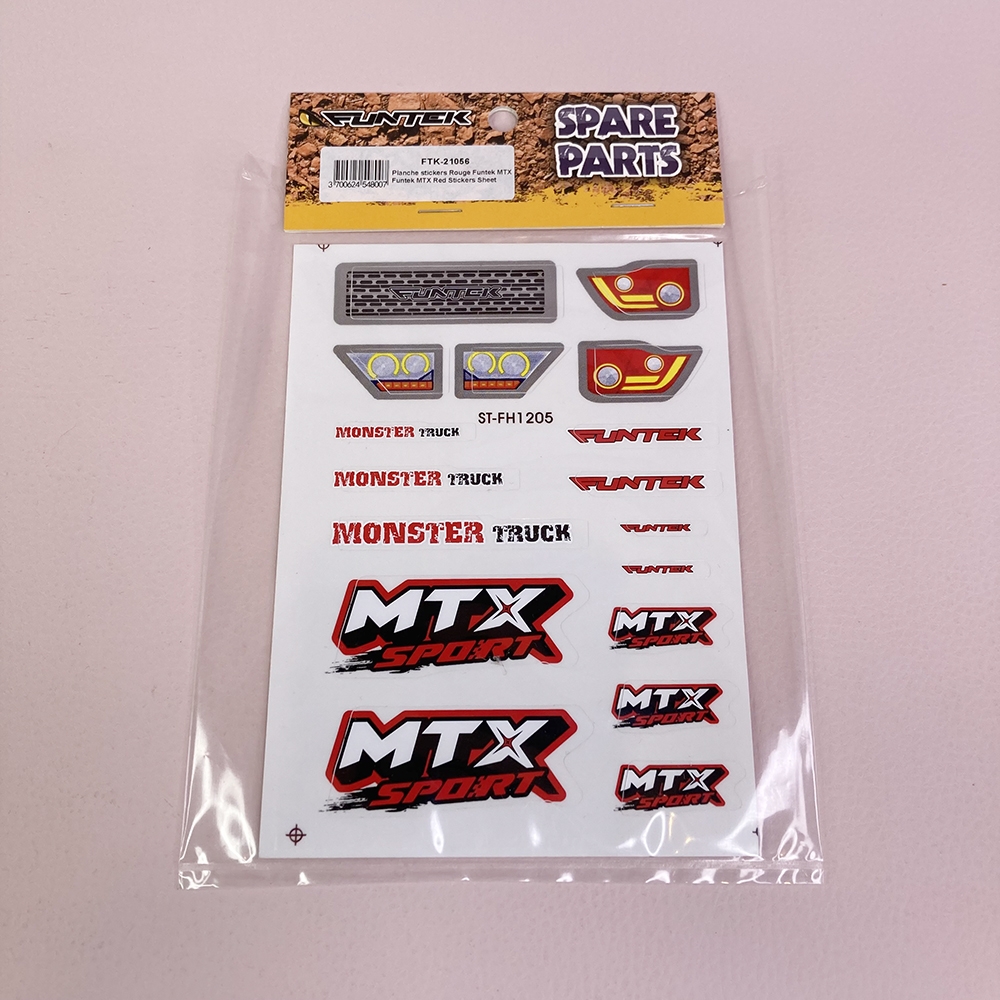 FUNTEK
SPARE
PARTS
FTK-21056
3 700624 548007
Planche stickers Rouge Funtek MTX
Funtek MTX Red Stickers Sheet
FUNTEK
ST-FH1205
MONSTER TRUCK
FUNTEK
MONSTER TRUCK
FUNTEK
MONSTER TRUCK
FUNTEK
FUNTEK
MTX
SPORT
MTX
SPORT
MTX
SPORT
MTX
SPORT
MTX
SPORT